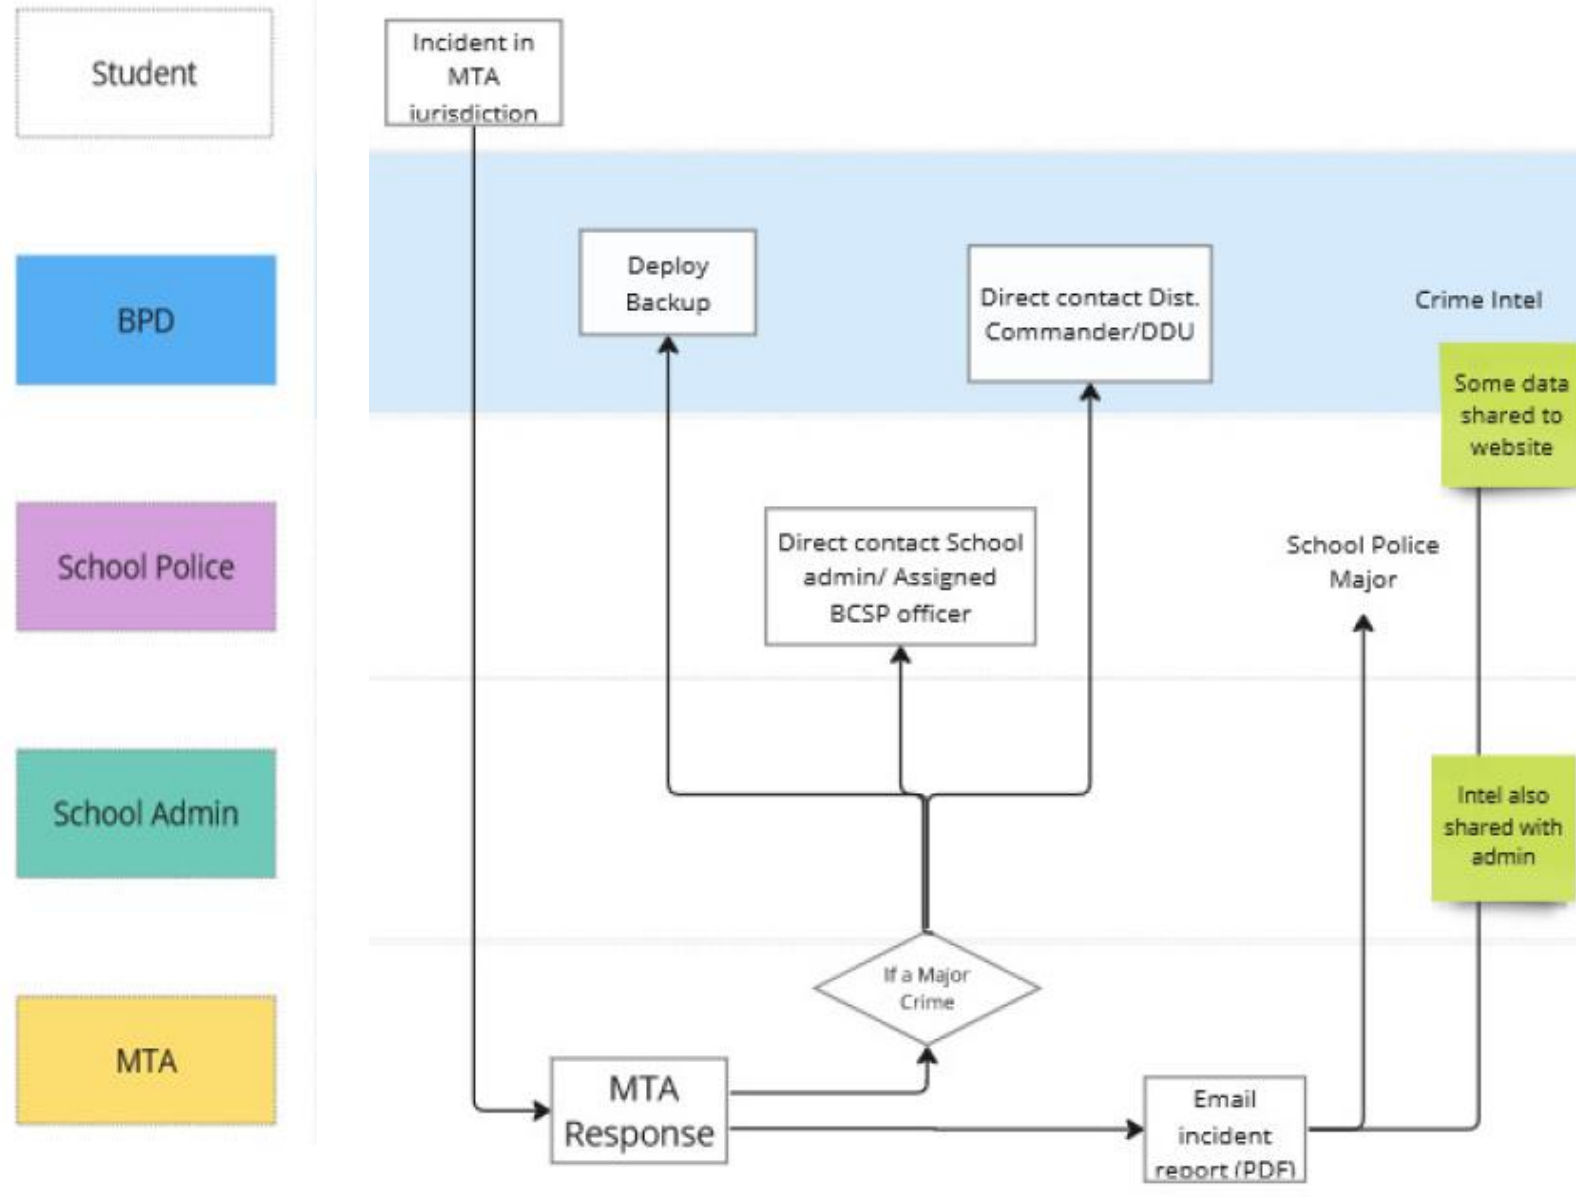 Student
Incident in
MTA
jurisdiction
BPD
Deploy
Backup
Direct contact Dist.
Commander/DDU
Crime Intel
Some data
shared to
website
School Police
Direct contact School
admin/ Assigned
BCSP officer
School Police
Major
School Admin
Intel also
shared with
admin
If a Major
Crime
MTA
MTA
Response
Email
incident
report (PDF)